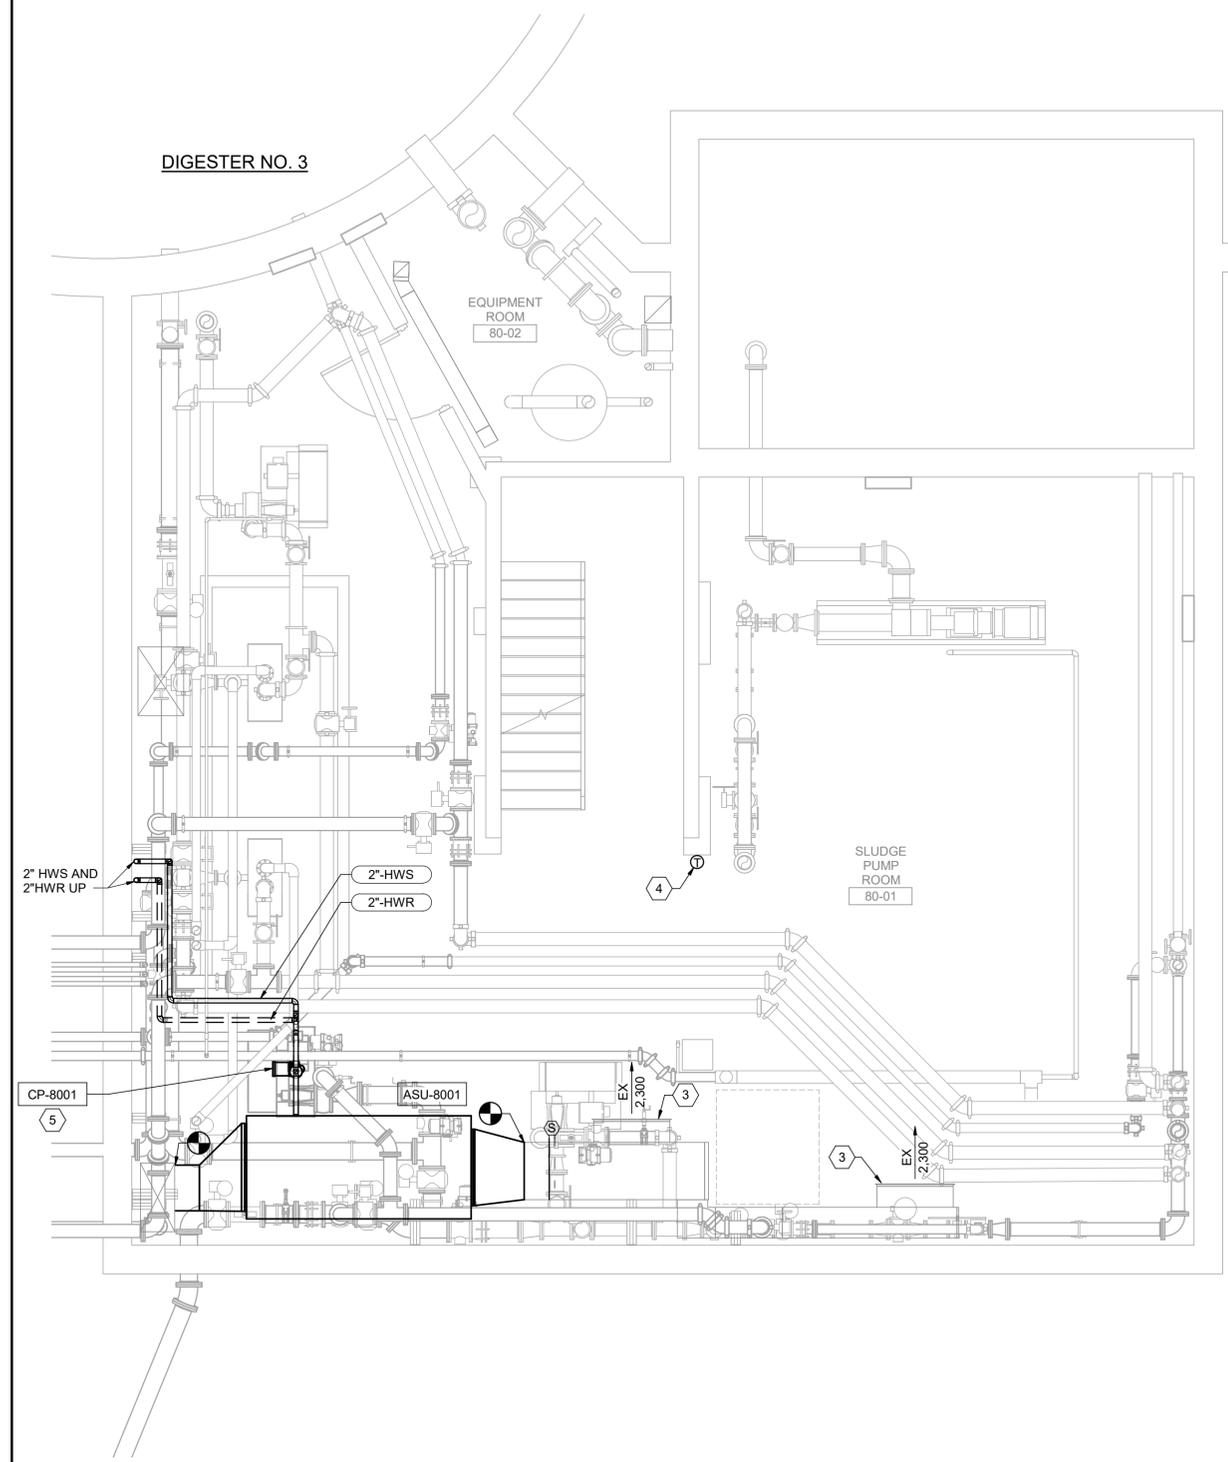 DIGESTER NO. 3
EQUIPMENT
ROOM
80-02
2" HWS AND
2"HWR UP
2"-HWS
2"-HWR
T
4
SLUDGE
PUMP
ROOM
80-01
CP-8001
5
ASU-8001
S
EX
2,300
3
3
EX
2,300